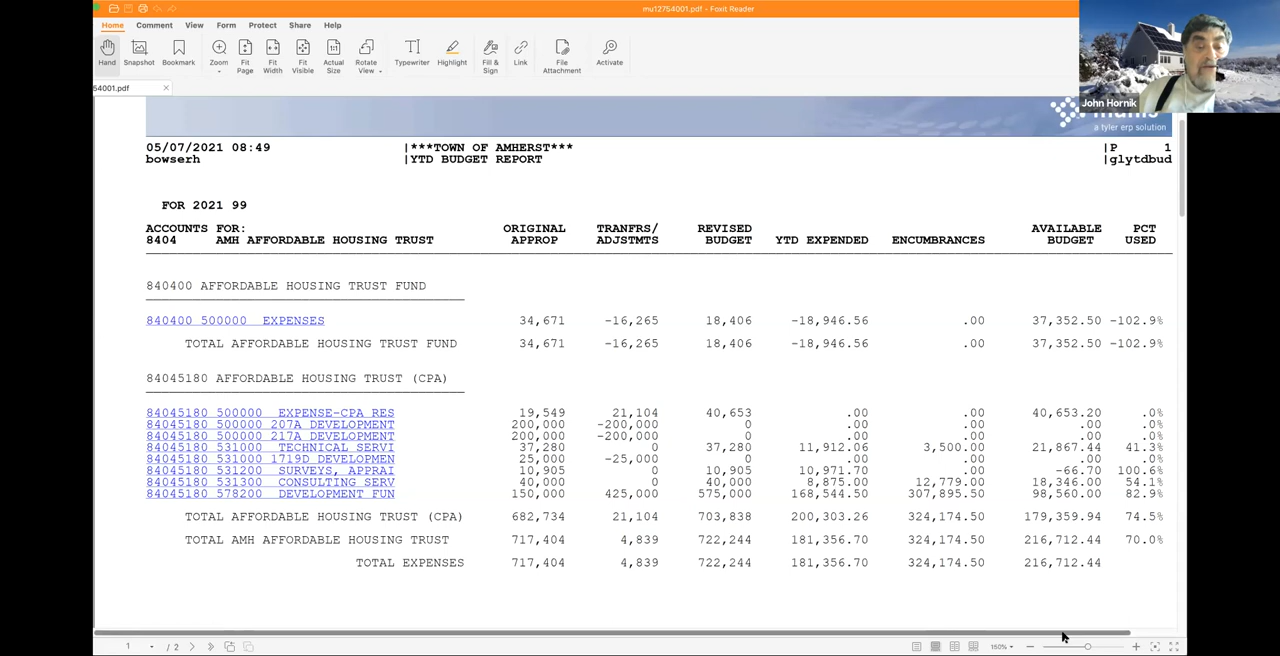 mu12754001.pdf - Foxit Reader
Home Comment View Form Protect Share Help
Hand Snapshot Bookmark Zoom Fit Page Fit Width Fit Visible Actual Size Rotate View Typewriter Highlight Fill & Sign Link File Attachment Activate
54001.pdf ×
John Hornik
a tyler erp solution
05/07/2021 08:49 |***TOWN OF AMHERST*** |P 1
bowserh |YTD BUDGET REPORT |glytdbud
FOR 2021 99
ACCOUNTS FOR: ORIGINAL TRANFRS/ REVISED AVAILABLE PCT
8404 AMH AFFORDABLE HOUSING TRUST APPROP ADJSTMTS BUDGET YTD EXPENDED ENCUMBRANCES BUDGET USED
840400 AFFORDABLE HOUSING TRUST FUND
840400 500000 EXPENSES 34,671 -16,265 18,406 -18,946.56 .00 37,352.50 -102.9%
TOTAL AFFORDABLE HOUSING TRUST FUND 34,671 -16,265 18,406 -18,946.56 .00 37,352.50 -102.9%
84045180 AFFORDABLE HOUSING TRUST (CPA)
84045180 500000 EXPENSE-CPA RES 19,549 21,104 40,653 .00 .00 40,653.20 .0%
84045180 500000 207A DEVELOPMENT 200,000 -200,000 0 .00 .00 .00 .0%
84045180 500000 217A DEVELOPMENT 200,000 -200,000 0 .00 .00 .00 .0%
84045180 531000 TECHNICAL SERVI 37,280 0 37,280 11,912.06 3,500.00 21,867.44 41.3%
84045180 531000 1719D DEVELOPMEN 25,000 -25,000 0 .00 .00 .00 .0%
84045180 531200 SURVEYS, APPRAI 10,905 0 10,905 10,971.70 .00 -66.70 100.6%
84045180 531300 CONSULTING SERV 40,000 0 40,000 8,875.00 12,779.00 18,346.00 54.1%
84045180 578200 DEVELOPMENT FUN 150,000 425,000 575,000 168,544.50 307,895.50 98,560.00 82.9%
TOTAL AFFORDABLE HOUSING TRUST (CPA) 682,734 21,104 703,838 200,303.26 324,174.50 179,359.94 74.5%
TOTAL AMH AFFORDABLE HOUSING TRUST 717,404 4,839 722,244 181,356.70 324,174.50 216,712.44 70.0%
TOTAL EXPENSES 717,404 4,839 722,244 181,356.70 324,174.50 216,712.44
1 / 2 150%